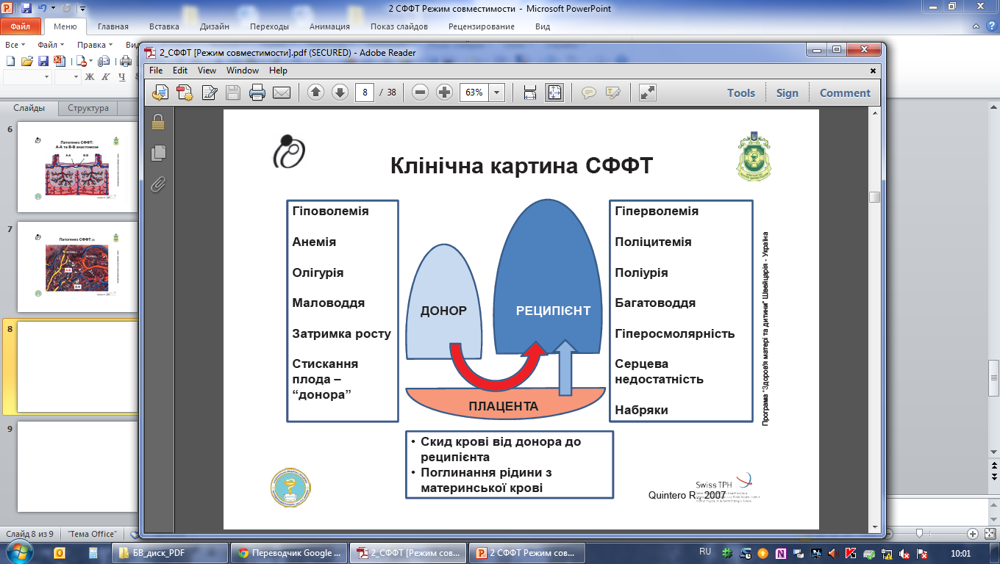 2 СФФТ Режим совместимости - Microsoft PowerPoint
Файл Меню Главная Вставка Дизайн Переходы Анимация Показ слайдов Рецензирование Вид
Все Файл Правка
Ж К Ч
Слайды Структура
6
Патогенез СФФТ:
А-А та В-В анастомози
А-А В-В
7
Патогенез СФФТ
А-В
А-А
8
9
2_СФФТ [Режим совместимости].pdf (SECURED) - Adobe Reader
File Edit View Window Help
8 / 38 63% Tools Sign Comment
Клінічна картина СФФТ
Гіповолемія
Анемія
Олігурія
Маловоддя
Затримка росту
Стискання
плода –
“донора”
ДОНОР
РЕЦИПІЄНТ
ПЛАЦЕНТА
Гіперволемія
Поліцитемія
Поліурія
Багатоводдя
Гіперосмолярність
Серцева
недостатність
Набряки
Програма "Здоров'я матері та дитини" Швейцарія - Україна
• Скид крові від донора до
реципієнта
• Поглинання рідини з
материнської крові
Swiss TPH
Quintero R., 2007
Слайд 8 из 9 "Тема Office"
БВ_диск_PDF
Переводчик Google ...
2_СФФТ [Режим сов...
2 СФФТ Режим сов...
RU
10:01